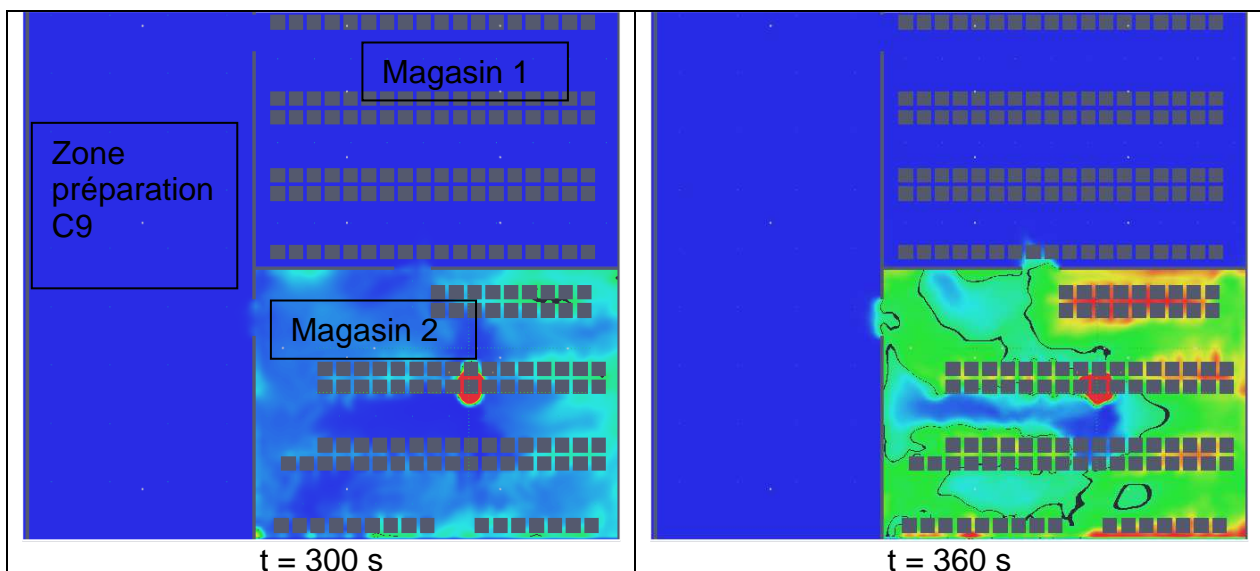 Magasin 1
Zone
préparation
C9
Magasin 2
t = 300 s
t = 360 s